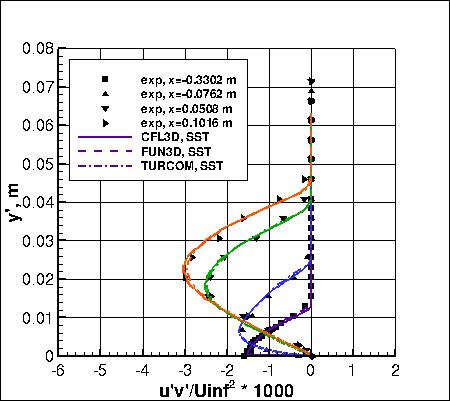 0.08
0.07
0.06
0.05
0.04
0.03
0.02
0.01
0
y', m
exp, x=-0.3302 m
exp, x=-0.0762 m
exp, x=0.0508 m
exp, x=0.1016 m
CFL3D, SST
FUN3D, SST
TURCOM, SST
-6 -5 -4 -3 -2 -1 0 1 2
u'v'/Uinf² * 1000